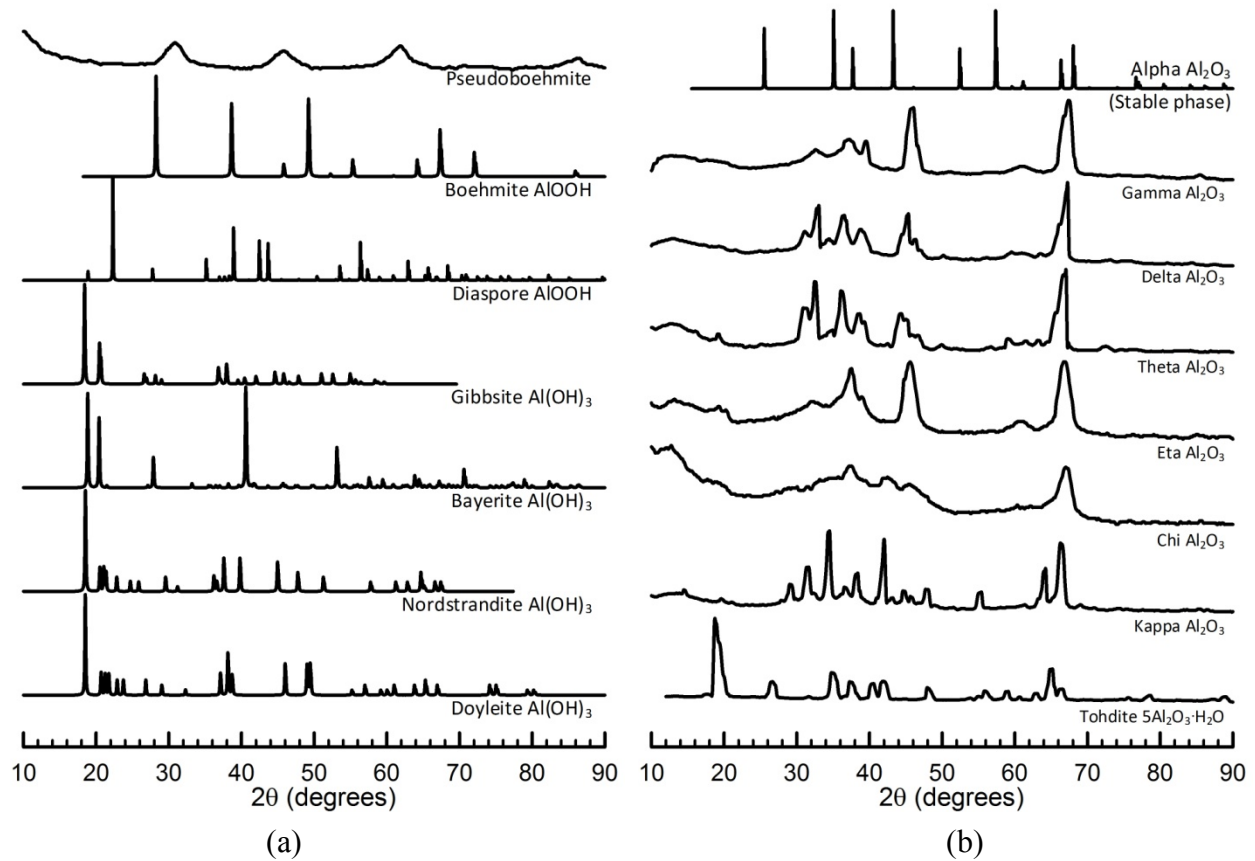 Pseudoboehmite
Boehmite AlOOH
Diaspore AlOOH
Gibbsite Al(OH)₃
Bayerite Al(OH)₃
Nordstrandite Al(OH)₃
Doyleite Al(OH)₃
10 20 30 40 50 60 70 80 90
2θ (degrees)
(a)
Alpha Al₂O₃
(Stable phase)
Gamma Al₂O₃
Delta Al₂O₃
Theta Al₂O₃
Eta Al₂O₃
Chi Al₂O₃
Kappa Al₂O₃
Tohdite 5Al₂O₃·H₂O
10 20 30 40 50 60 70 80 90
2θ (degrees)
(b)